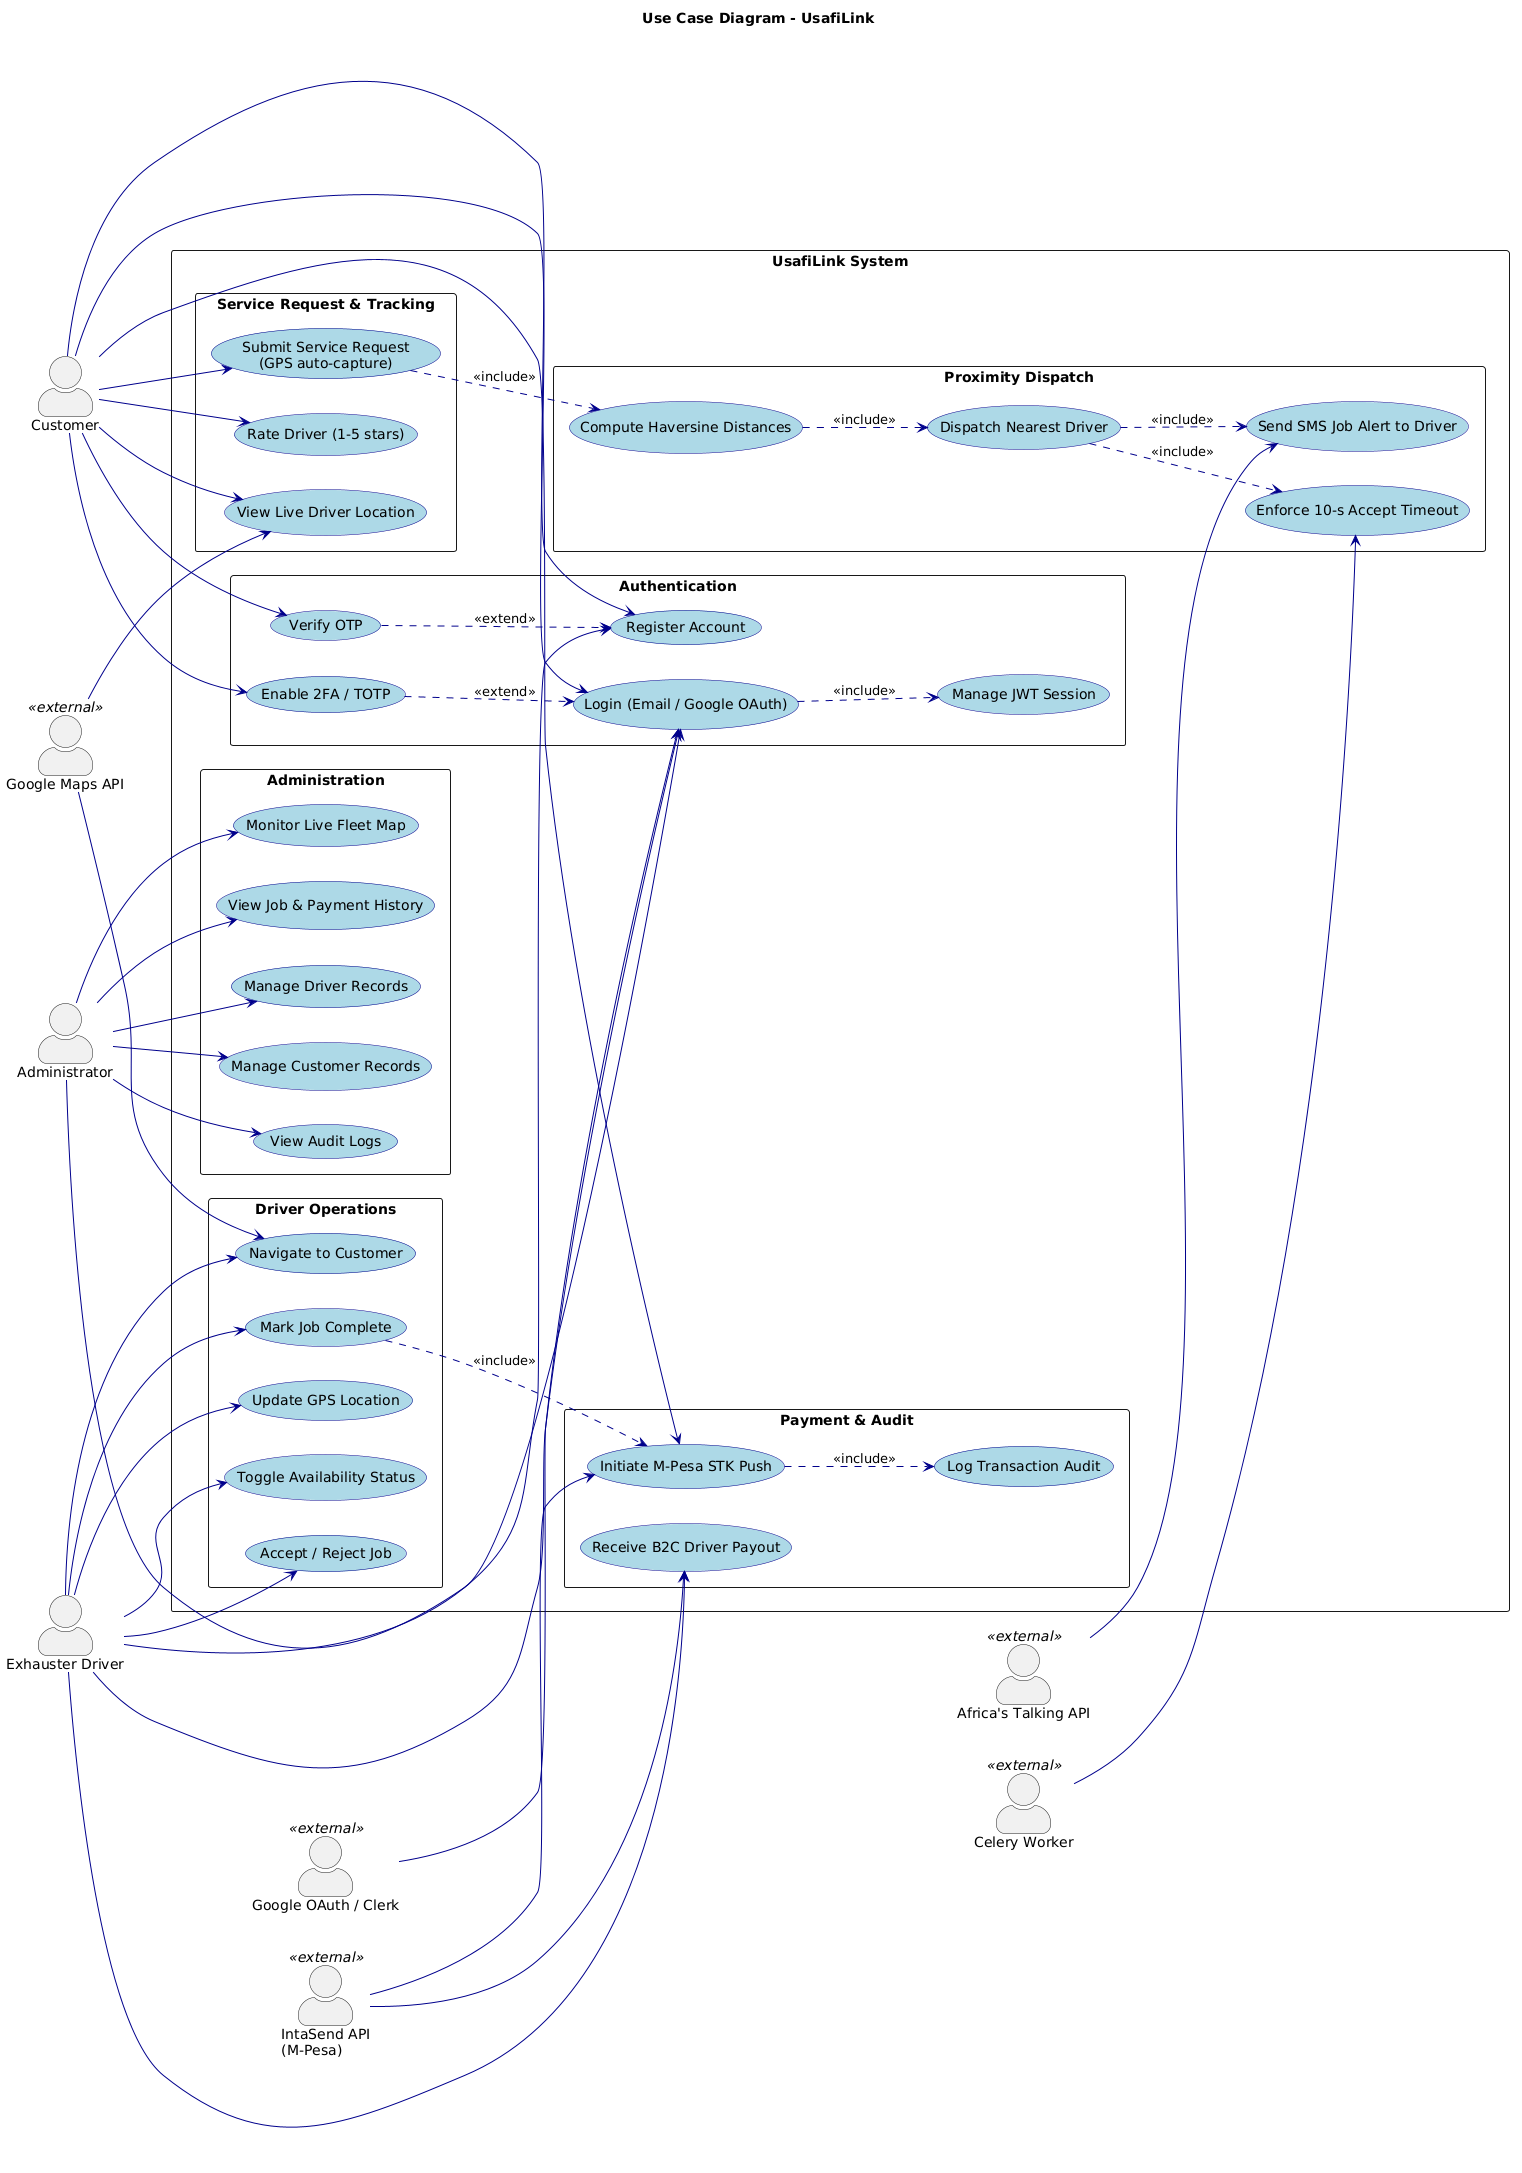 Use Case Diagram - UsafiLink
UsafiLink System
Service Request & Tracking
Submit Service Request
(GPS auto-capture)
Rate Driver (1-5 stars)
View Live Driver Location
«include»
Proximity Dispatch
Compute Haversine Distances
«include»
Dispatch Nearest Driver
«include»
Send SMS Job Alert to Driver
«include»
Enforce 10-s Accept Timeout
Customer
Authentication
Verify OTP
«extend»
Register Account
Enable 2FA / TOTP
«extend»
Login (Email / Google OAuth)
«include»
Manage JWT Session
«external»
Google Maps API
Administration
Monitor Live Fleet Map
View Job & Payment History
Manage Driver Records
Manage Customer Records
View Audit Logs
Administrator
Driver Operations
Navigate to Customer
Mark Job Complete
«include»
Update GPS Location
Toggle Availability Status
Accept / Reject Job
Payment & Audit
Initiate M-Pesa STK Push
«include»
Log Transaction Audit
Receive B2C Driver Payout
Exhauster Driver
«external»
Africa's Talking API
«external»
Celery Worker
«external»
Google OAuth / Clerk
«external»
IntaSend API
(M-Pesa)